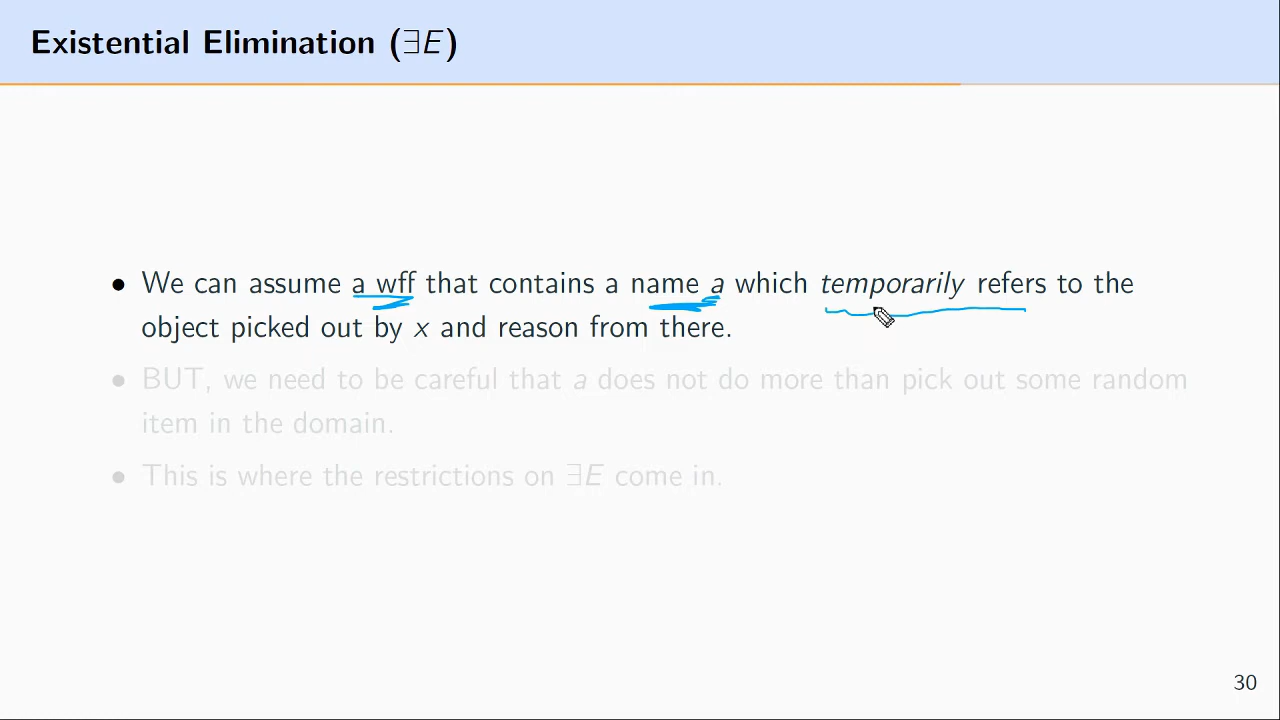 Existential Elimination (∃E)
• We can assume a wff that contains a name a which temporarily refers to the
object picked out by x and reason from there.
• BUT, we need to be careful that a does not do more than pick out some random
item in the domain.
• This is where the restrictions on ∃E come in.
30